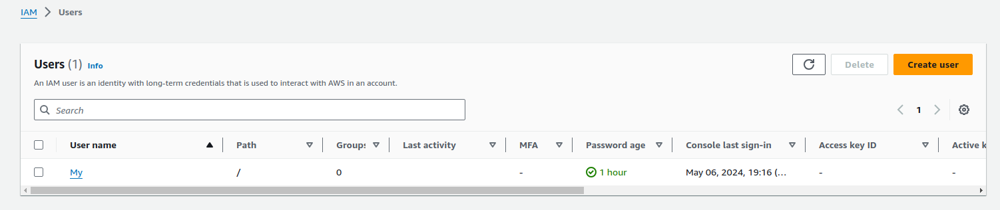 IAM > Users
Users (1) Info
Delete
Create user
An IAM user is an identity with long-term credentials that is used to interact with AWS in an account.
Search
1
User name Path Groups Last activity MFA Password age Console last sign-in Access key ID Active k
My / 0 - 1 hour May 06, 2024, 19:16 (... - -